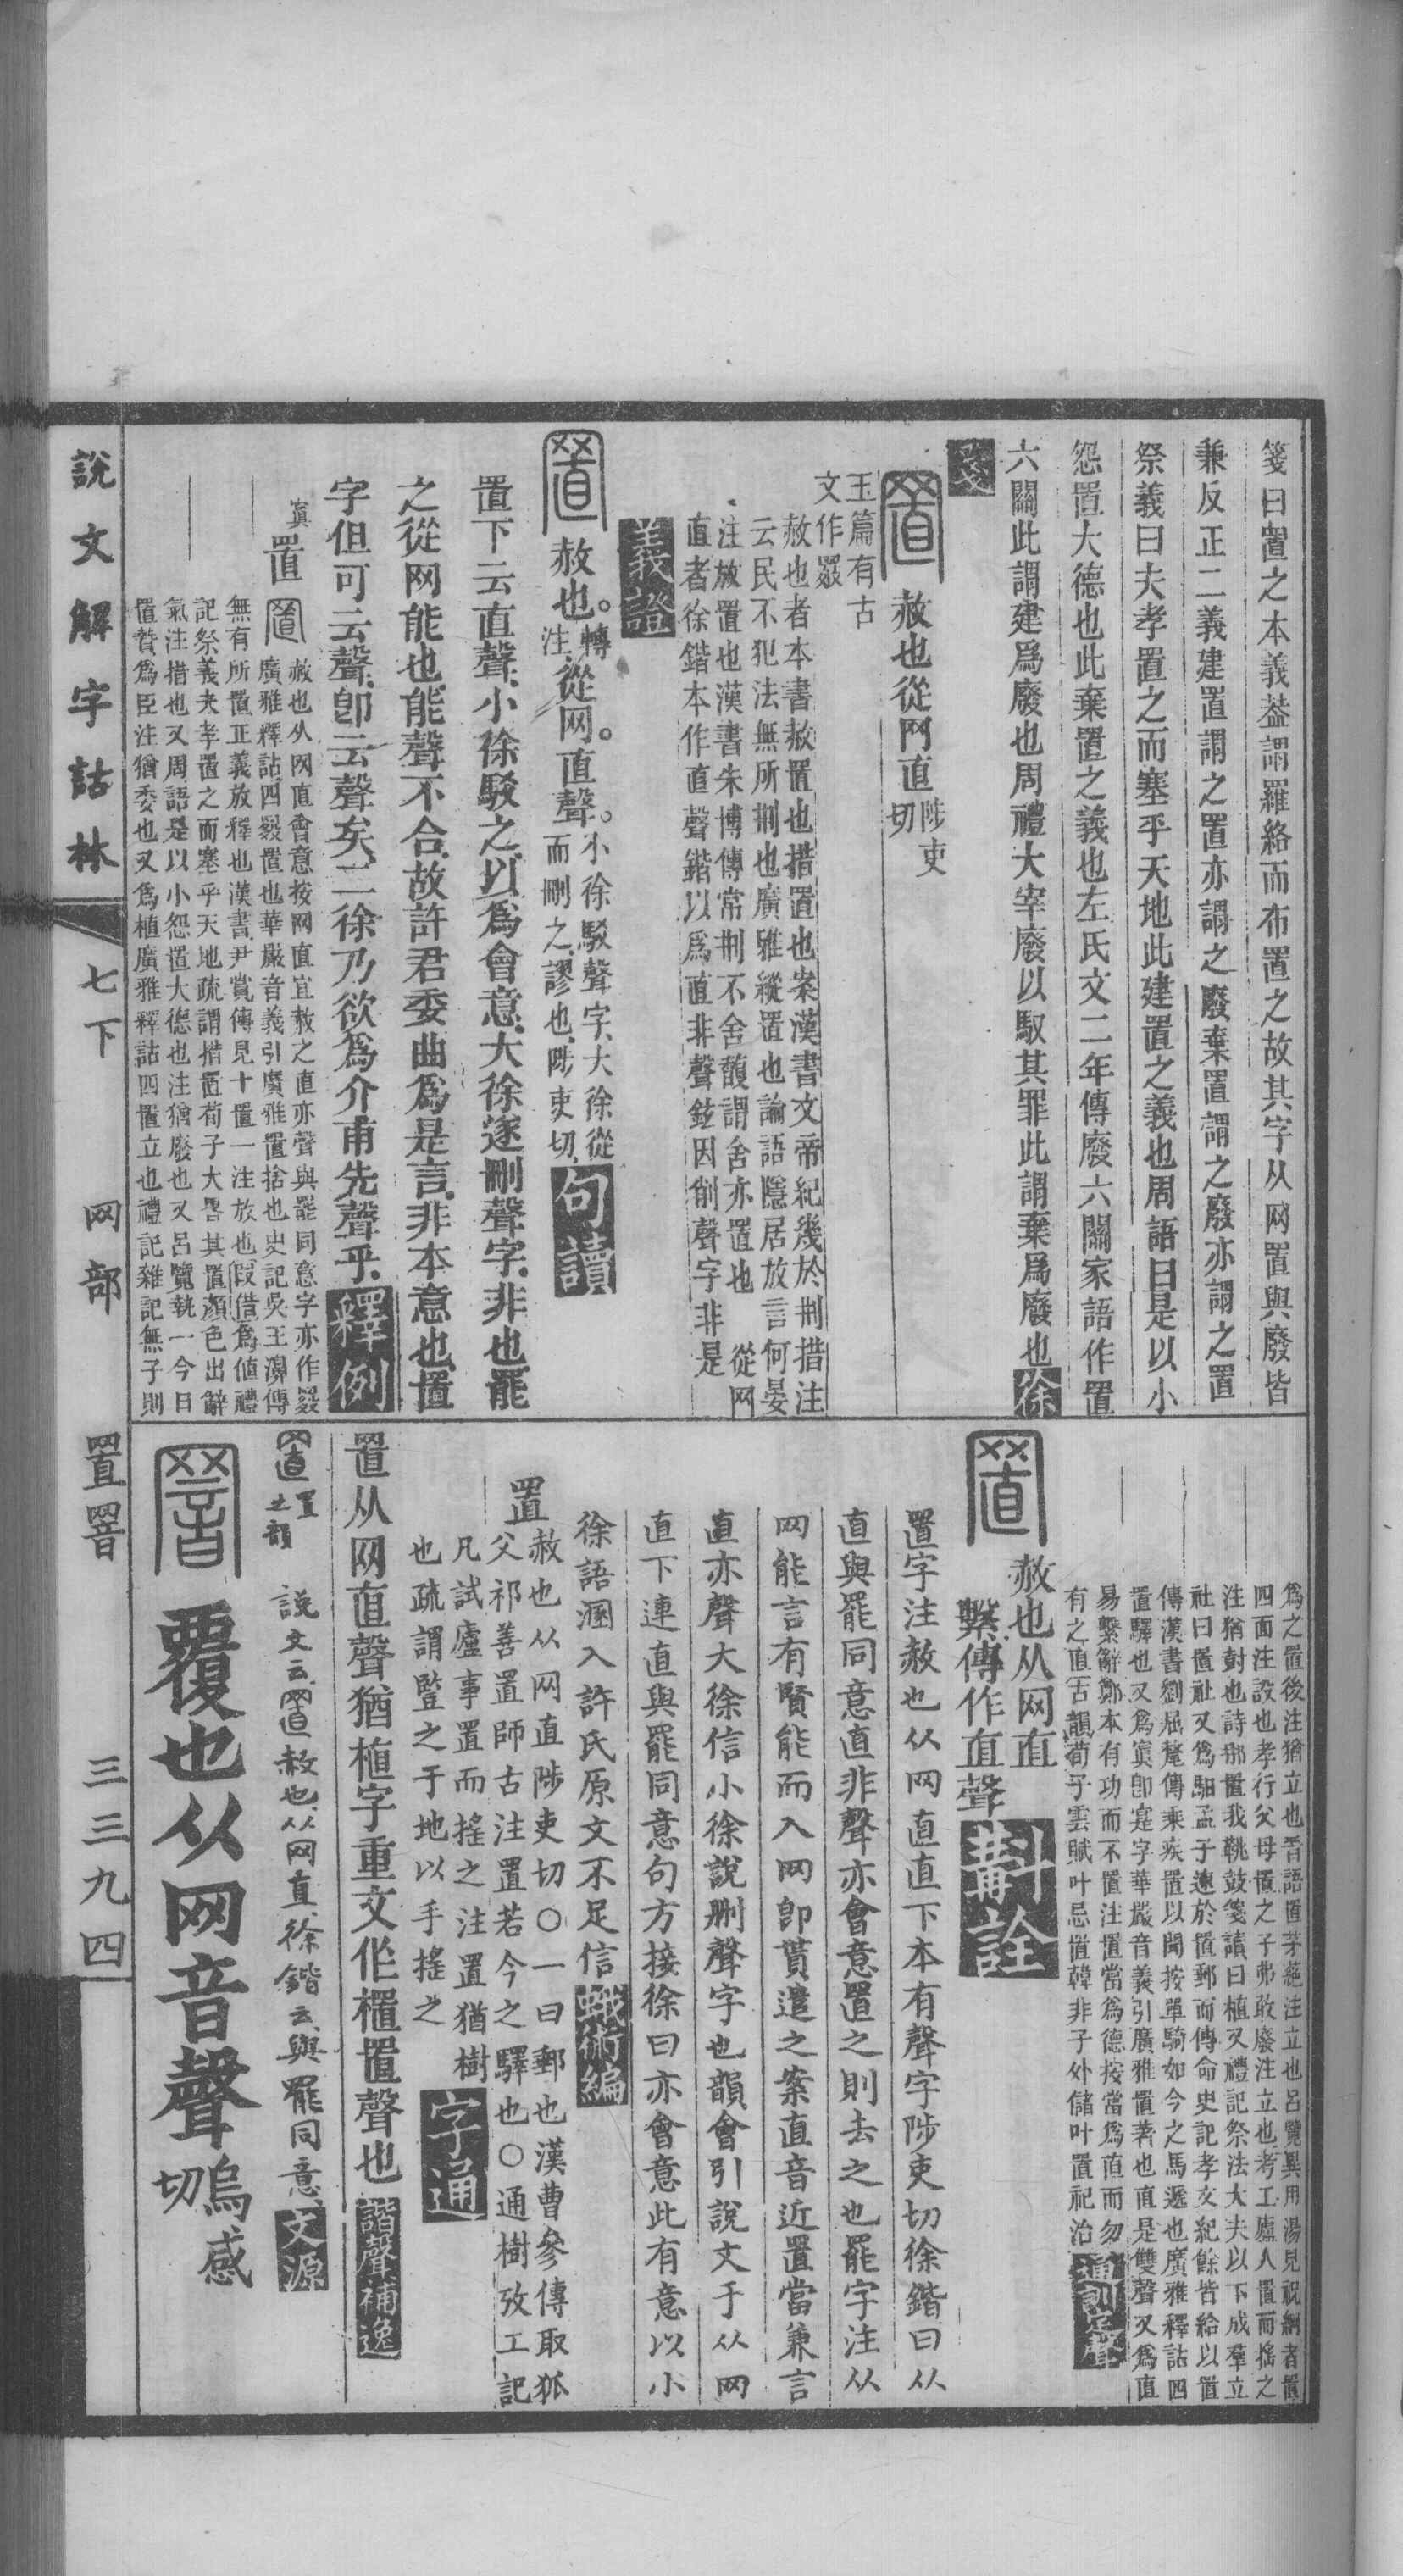 箋曰置之本義葢謂羅絡而布置之故其字从网置與廢皆
兼反正二義建置謂之置亦謂之廢棄置謂之廢亦謂之置
祭義曰夫孝置之而塞乎天地此建置之義也周語曰是以小
怨置大德也此棄置之義也左氏文二年傳廢六關家語作置
六關此謂建爲廢也周禮大宰廢以馭其罪此謂棄爲廢也徐
箋
赦也從网直陟吏切
玉篇有古文作罬
赦也者本書赦置也措置也案漢書文帝紀幾於刑措注
云民不犯法無所刑也廣雅縱置也論語隱居放言何晏
注放置也漢書朱博傳常刑不舍馥謂舍亦置也 從网
直者徐鍇本作直聲鍇以爲直非聲鉉因削聲字非是
義證
赦也。轉注從网。直聲。小徐駁聲字大徐從而刪之謬也陟吏切句讀
置下云直聲小徐駁之以爲會意大徐遂刪聲字非也罷
之從网能也能聲不合故許君委曲爲是言非本意也置
字但可云聲卽云聲矣二徐乃欲爲介甫先聲乎釋例
寘置
赦也从网直會意按网直宜赦之直亦聲與罷同意字亦作罬
廣雅釋詁四罬置也華嚴音義引廣雅置捨也史記吳王濞傳
無有所置正義放釋也漢書尹賞傳見十置一注放也假借爲値禮
記祭義夫孝置之而塞乎天地疏謂措置荀子大畧其置顏色出辭
氣注措也又周語是以小怨置大德也注猶廢也又呂覽執一今日
置贄爲臣注猶委也又爲植廣雅釋詁四置立也禮記雜記無子則
爲之置後注猶立也晉語置茅蕝注立也呂覽異用湯見祝網者置
四面注設也孝行父母置之子弗敢廢注立也考工廬人置而搖之
注猶尌也詩那置我鞉鼓箋讀曰植又禮記祭法大夫以下成羣立
社曰置社又爲馹孟子速於置郵而傳命史記孝文紀餘皆給以置
傳漢書劉屈氂傳乘疾置以聞按單騎如今之馬遞也廣雅釋詁四
置驛也又爲寘卽寔字華嚴音義引廣雅置著也直是雙聲又爲直
易繫辭鄭本有功而不置注置當爲德按當爲直而勿
有之直古韻荀子雲賦叶忌置韓非子外儲叶置祀治通訓定聲
赦也从网直繫傳作直聲斠詮
置字注赦也从网直直下本有聲字陟吏切徐鍇曰从
直與罷同意直非聲亦會意置之則去之也罷字注从
网能言有賢能而入网卽貰遣之案直音近置當兼言
直亦聲大徐信小徐說刪聲字也韻會引說文于从网
直下連直與罷同意句方接徐曰亦會意此有意以小
徐語溷入許氏原文不足信蛾術編
置赦也从网直陟吏切〇一曰郵也漢曹參傳取狐
父祁善置師古注置若今之驛也〇通樹攷工記
凡試廬事置而搖之注置猶樹
也疏謂豎之于地以手搖之字通
置从网直聲猶植字重文作櫃置聲也諧聲補逸
置之韻 說文云置赦也从网直徐鍇云與罷同意文源
覆也从网音聲烏感切
說文解字詁林 七下 网部 置罯 三三九四